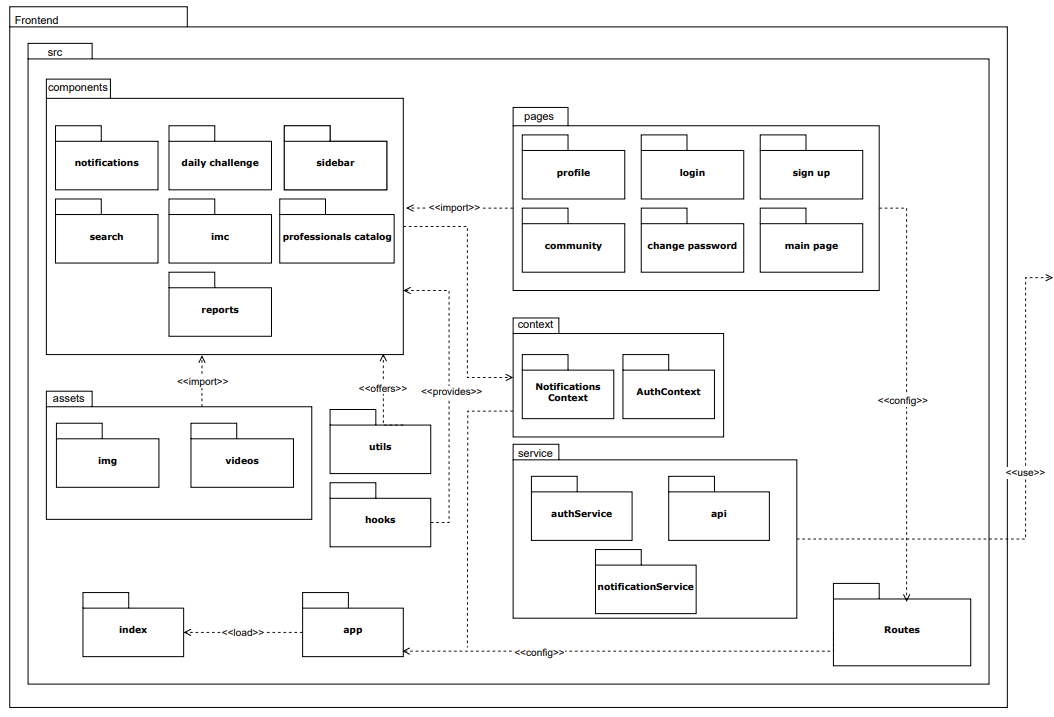 Frontend
src
components
notifications
daily challenge
sidebar
search
imc
professionals catalog
reports
pages
profile
login
sign up
community
change password
main page
<<import>>
<<import>>
<<offers>>
<<provides>>
context
Notifications
Context
AuthContext
<<config>>
assets
img
videos
utils
hooks
service
authService
api
notificationService
<<use>>
index
<<load>>
app
<<config>>
Routes